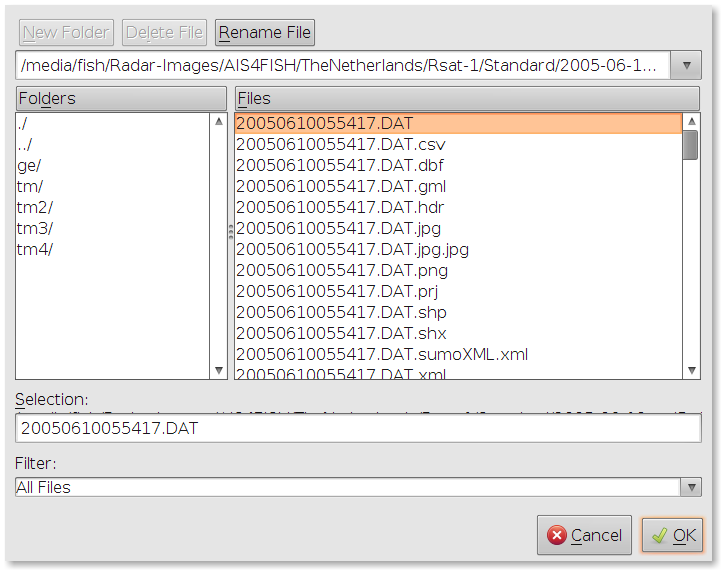 New Folder Delete File Rename File
/media/fish/Radar-Images/AIS4FISH/TheNetherlands/Rsat-1/Standard/2005-06-1...
Folders
./
../
ge/
tm/
tm2/
tm3/
tm4/
Files
20050610055417.DAT
20050610055417.DAT.csv
20050610055417.DAT.dbf
20050610055417.DAT.gml
20050610055417.DAT.hdr
20050610055417.DAT.jpg
20050610055417.DAT.jpg.jpg
20050610055417.DAT.png
20050610055417.DAT.prj
20050610055417.DAT.shp
20050610055417.DAT.shx
20050610055417.DAT.sumoXML.xml
20050610055417.DAT.xml
Selection:
20050610055417.DAT
Filter:
All Files
Cancel OK